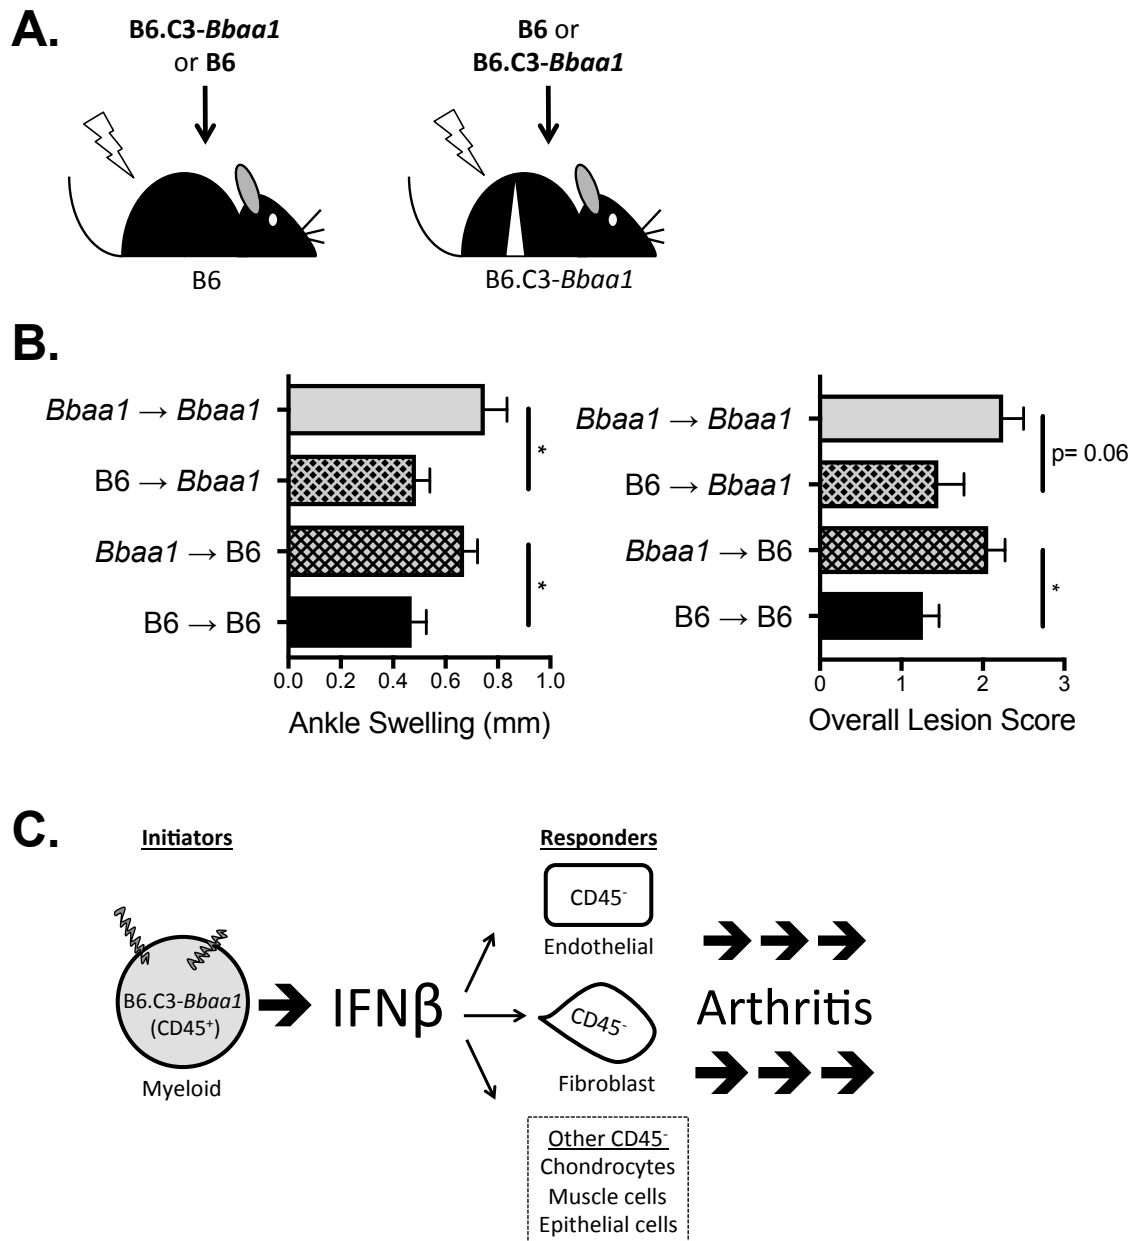 A.
B6.C3-Bbaa1
or B6
B6 or
B6.C3-Bbaa1
B6
B6.C3-Bbaa1
B.
Bbaa1 → Bbaa1
B6 → Bbaa1
Bbaa1 → B6
B6 → B6
*
*
0.0 0.2 0.4 0.6 0.8 1.0
Ankle Swelling (mm)
Bbaa1 → Bbaa1
B6 → Bbaa1
Bbaa1 → B6
B6 → B6
p= 0.06
*
0 1 2 3
Overall Lesion Score
C.
Initiators
B6.C3-Bbaa1
(CD45⁺)
Myeloid
IFNβ
Responders
CD45⁻
Endothelial
CD45⁻
Fibroblast
Other CD45⁻
Chondrocytes
Muscle cells
Epithelial cells
Arthritis